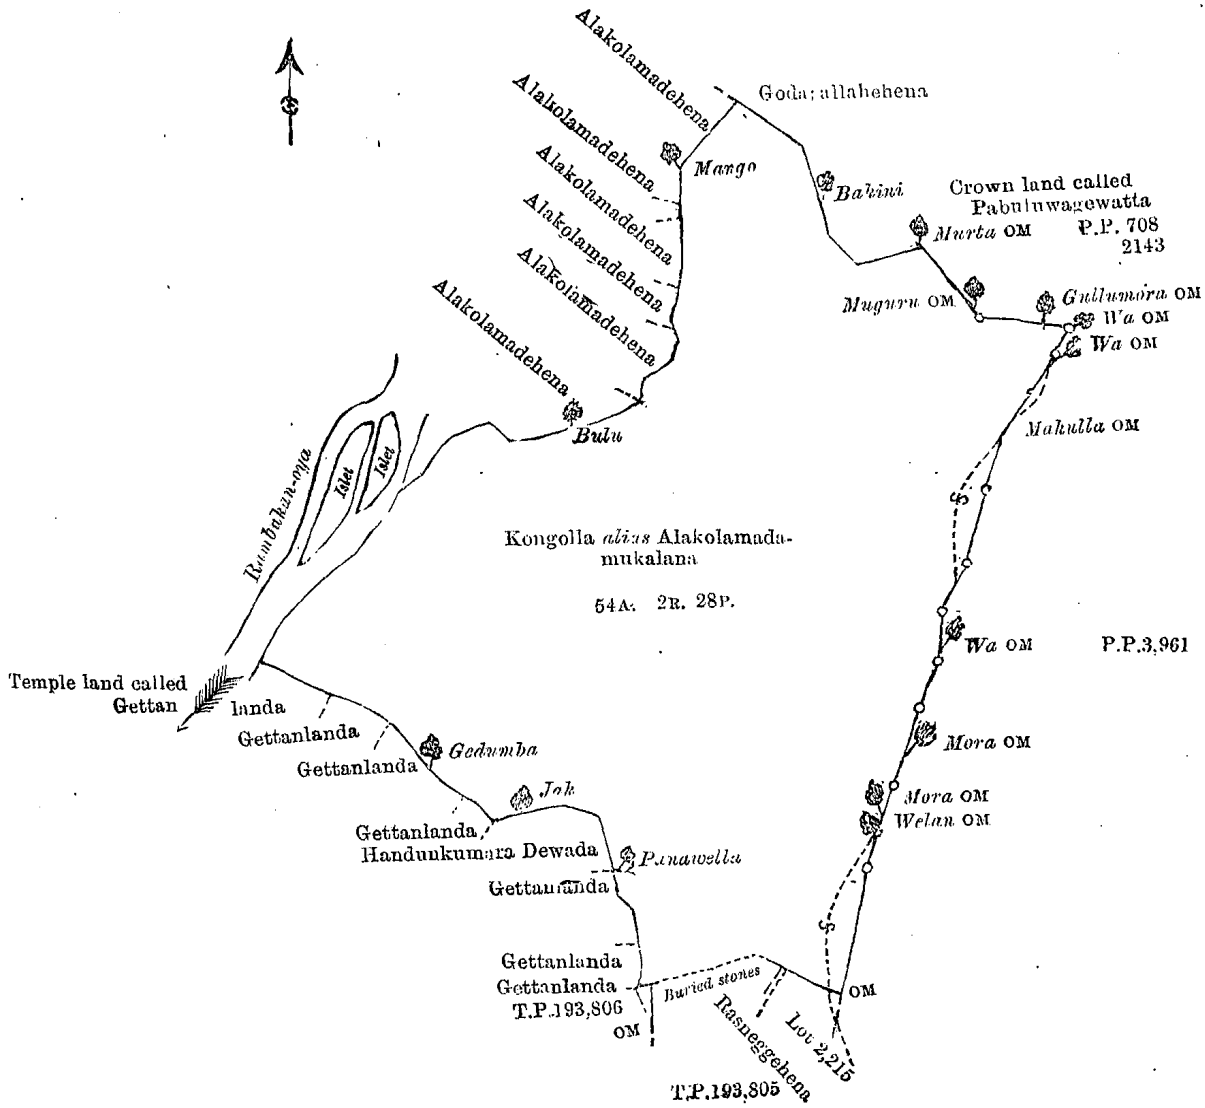 Alakolamadehena
Alakolamadehena
Alakolamadehena
Alakolamadehena
Alakolamadehena
Alakolamadehena
Goda;allahehena
Mango
Bakini
Crown land called
Pabuluwagewatta
P.P. 708
2143
Murta OM
Muguru OM
Gullumora OM
Wa OM
Wa OM
Makulla OM
Bulu
Rambakan-oya
Islet
Islet
S
Kongolla alias Alakolamada-
mukalana
54A. 2R. 28P.
Wa OM
P.P.3,961
Temple land called
Gettan landa
Gettanlanda
Gettanlanda
Gedumba
Mora OM
Jak
Mora OM
Welan OM
Gettanlanda
Handunkumara Dewada
Panawella
Gettanlanda
S
Gettanlanda
Gettanlanda
T.P.193,806
OM
Buried stones
OM
Rasneggehena
Lot 2,215
T.P.193,805